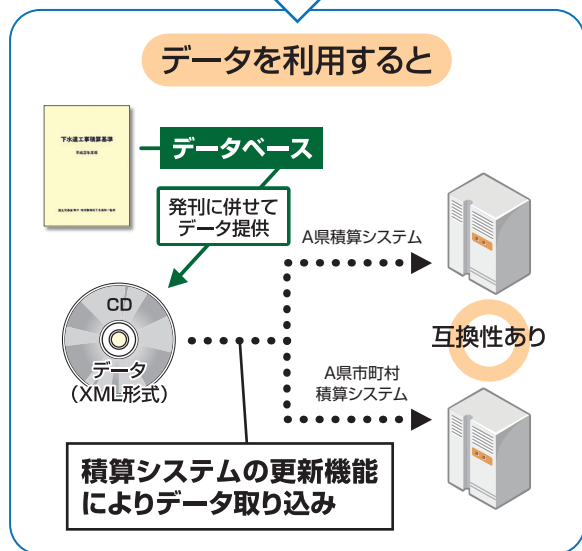 データを利用すると
下水道工事積算基準
データベース
発刊に併せて
データ提供
A県積算システム
CD
データ
(XML形式)
互換性あり
A県市町村
積算システム
積算システムの更新機能
によりデータ取り込み